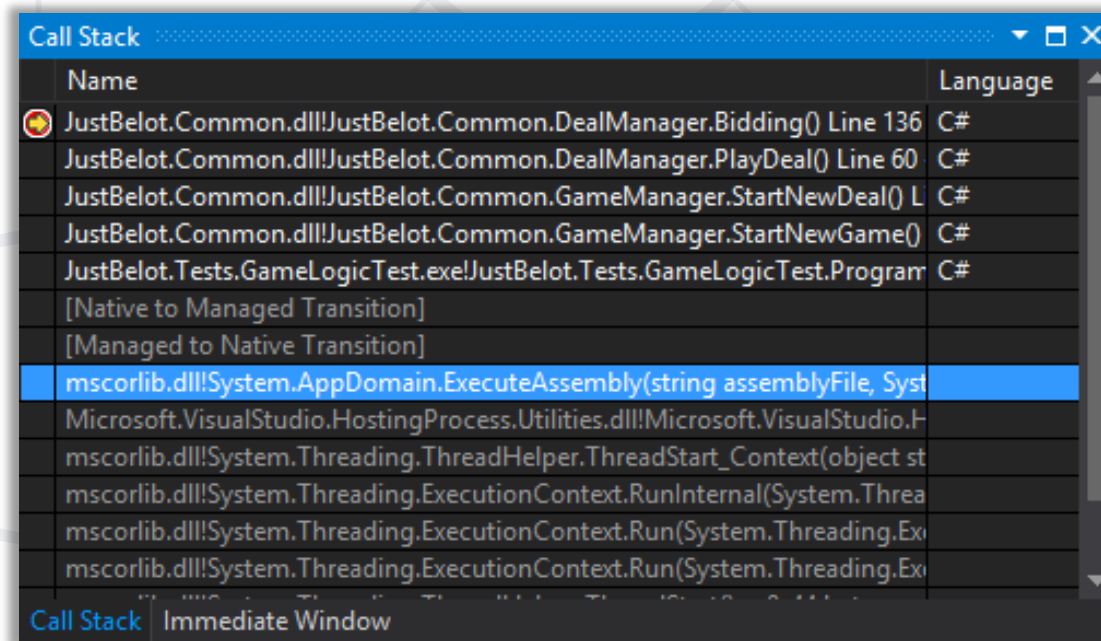 Call Stack
Name Language
JustBelot.Common.dll!JustBelot.Common.DealManager.Bidding() Line 136 C#
JustBelot.Common.dll!JustBelot.Common.DealManager.PlayDeal() Line 60 C#
JustBelot.Common.dll!JustBelot.Common.GameManager.StartNewDeal() L C#
JustBelot.Common.dll!JustBelot.Common.GameManager.StartNewGame() C#
JustBelot.Tests.GameLogicTest.exe!JustBelot.Tests.GameLogicTest.Program C#
[Native to Managed Transition]
[Managed to Native Transition]
mscorlib.dll!System.AppDomain.ExecuteAssembly(string assemblyFile, Syst
Microsoft.VisualStudio.HostingProcess.Utilities.dll!Microsoft.VisualStudio.H
mscorlib.dll!System.Threading.ThreadHelper.ThreadStart_Context(object st
mscorlib.dll!System.Threading.ExecutionContext.RunInternal(System.Threa
mscorlib.dll!System.Threading.ExecutionContext.Run(System.Threading.Exe
mscorlib.dll!System.Threading.ExecutionContext.Run(System.Threading.Exe
Call Stack Immediate Window